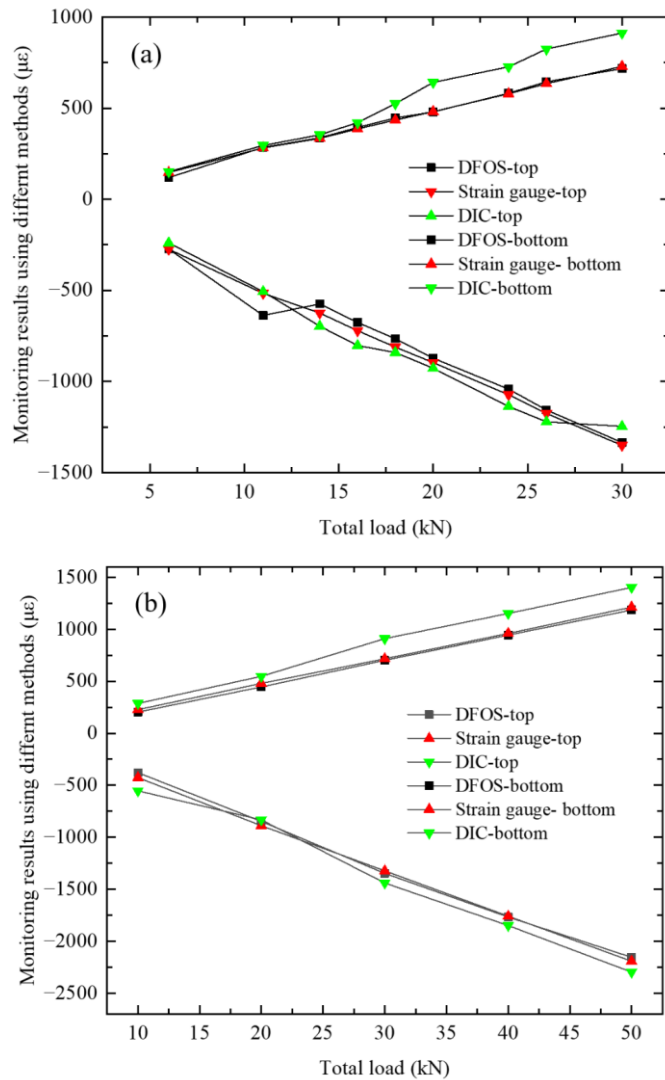 (a)
Monitoring results using differnt methods (με)
1000
500
0
−500
−1000
−1500
DFOS-top
Strain gauge-top
DIC-top
DFOS-bottom
Strain gauge- bottom
DIC-bottom
5 10 15 20 25 30
Total load (kN)
(b)
Monitoring results using differnt methods (με)
1500
1000
500
0
−500
−1000
−1500
−2000
−2500
DFOS-top
Strain gauge-top
DIC-top
DFOS-bottom
Strain gauge- bottom
DIC-bottom
10 15 20 25 30 35 40 45 50
Total load (kN)